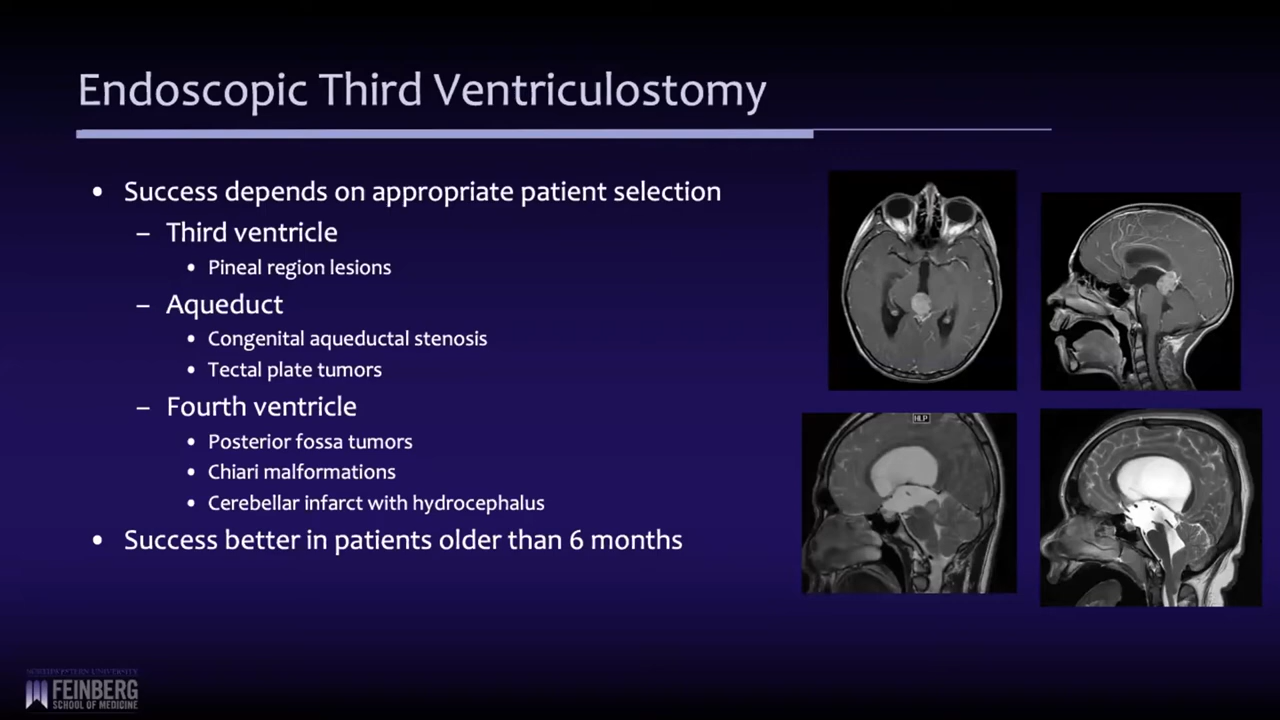 Endoscopic Third Ventriculostomy
• Success depends on appropriate patient selection
– Third ventricle
• Pineal region lesions
– Aqueduct
• Congenital aqueductal stenosis
• Tectal plate tumors
– Fourth ventricle
• Posterior fossa tumors
• Chiari malformations
• Cerebellar infarct with hydrocephalus
• Success better in patients older than 6 months
HLP
NORTHWESTERN UNIVERSITY
FEINBERG
SCHOOL OF MEDICINE